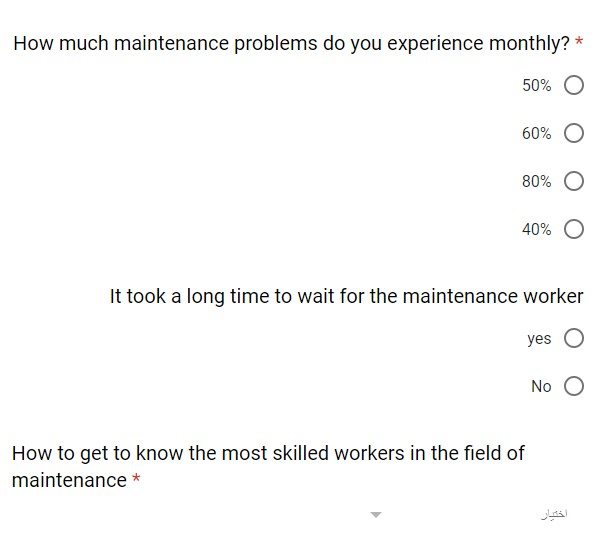 How much maintenance problems do you experience monthly? *
50%
60%
80%
40%
It took a long time to wait for the maintenance worker
yes
No
How to get to know the most skilled workers in the field of
maintenance *
اختيار